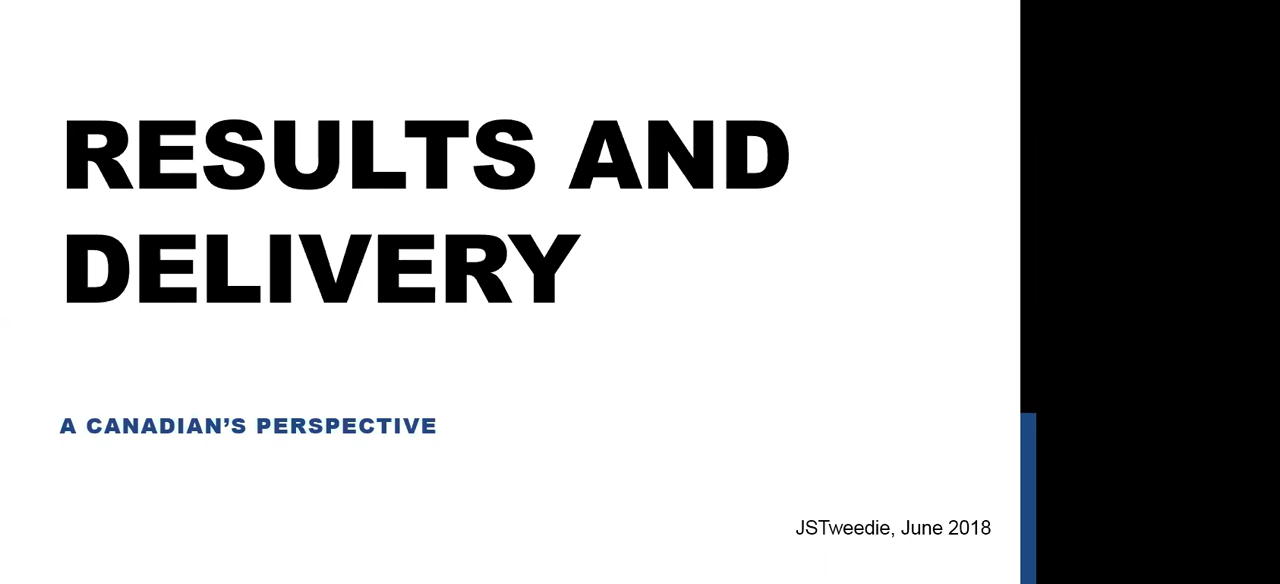 RESULTS AND
DELIVERY
A CANADIAN’S PERSPECTIVE
JSTweedie, June 2018